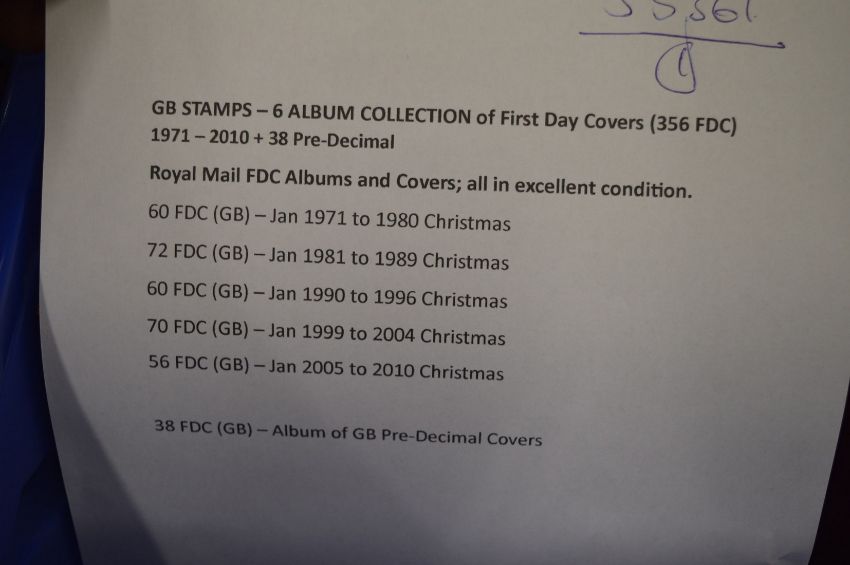 GB STAMPS – 6 ALBUM COLLECTION of First Day Covers (356 FDC)
1971 – 2010 + 38 Pre-Decimal
Royal Mail FDC Albums and Covers; all in excellent condition.
60 FDC (GB) – Jan 1971 to 1980 Christmas
72 FDC (GB) – Jan 1981 to 1989 Christmas
60 FDC (GB) – Jan 1990 to 1996 Christmas
70 FDC (GB) – Jan 1999 to 2004 Christmas
56 FDC (GB) – Jan 2005 to 2010 Christmas
38 FDC (GB) – Album of GB Pre-Decimal Covers